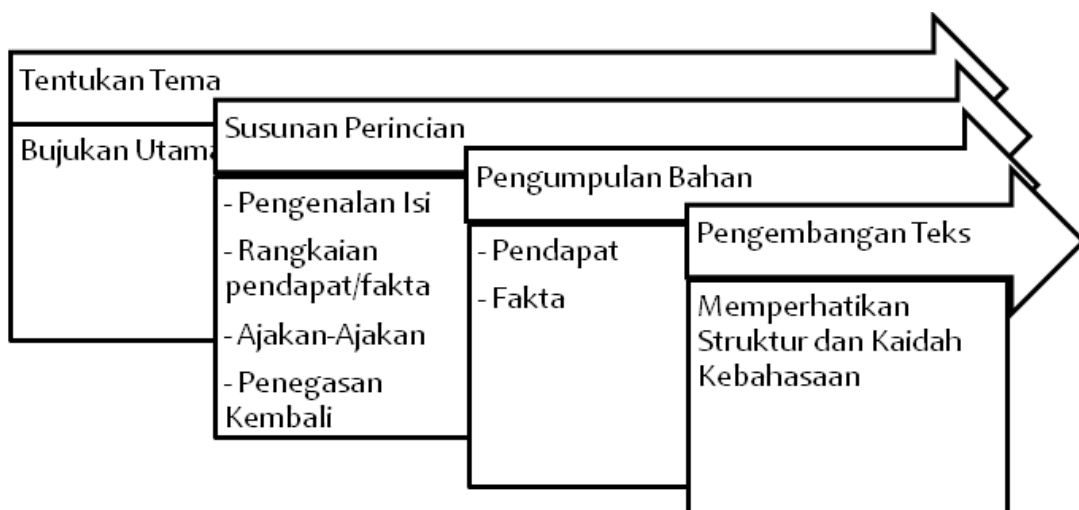 Tentukan Tema
Bujukan Utama
Susunan Perincian
- Pengenalan Isi
- Rangkaian
pendapat/fakta
- Ajakan-Ajakan
- Penegasan
Kembali
Pengumpulan Bahan
- Pendapat
- Fakta
Pengembangan Teks
Memperhatikan
Struktur dan Kaidah
Kebahasaan